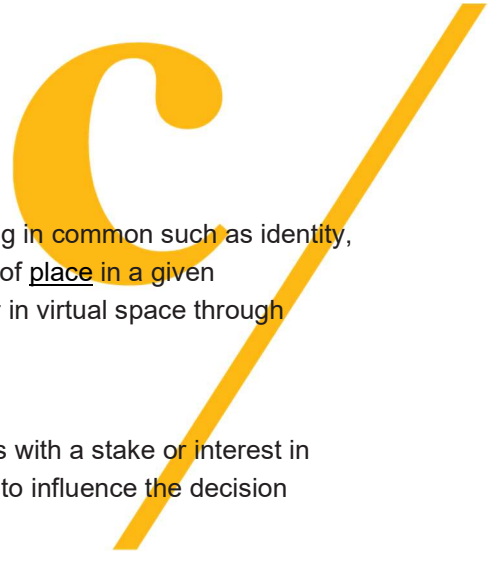 c/
g in common such as identity,
of place in a given
in virtual space through
s with a stake or interest in
to influence the decision